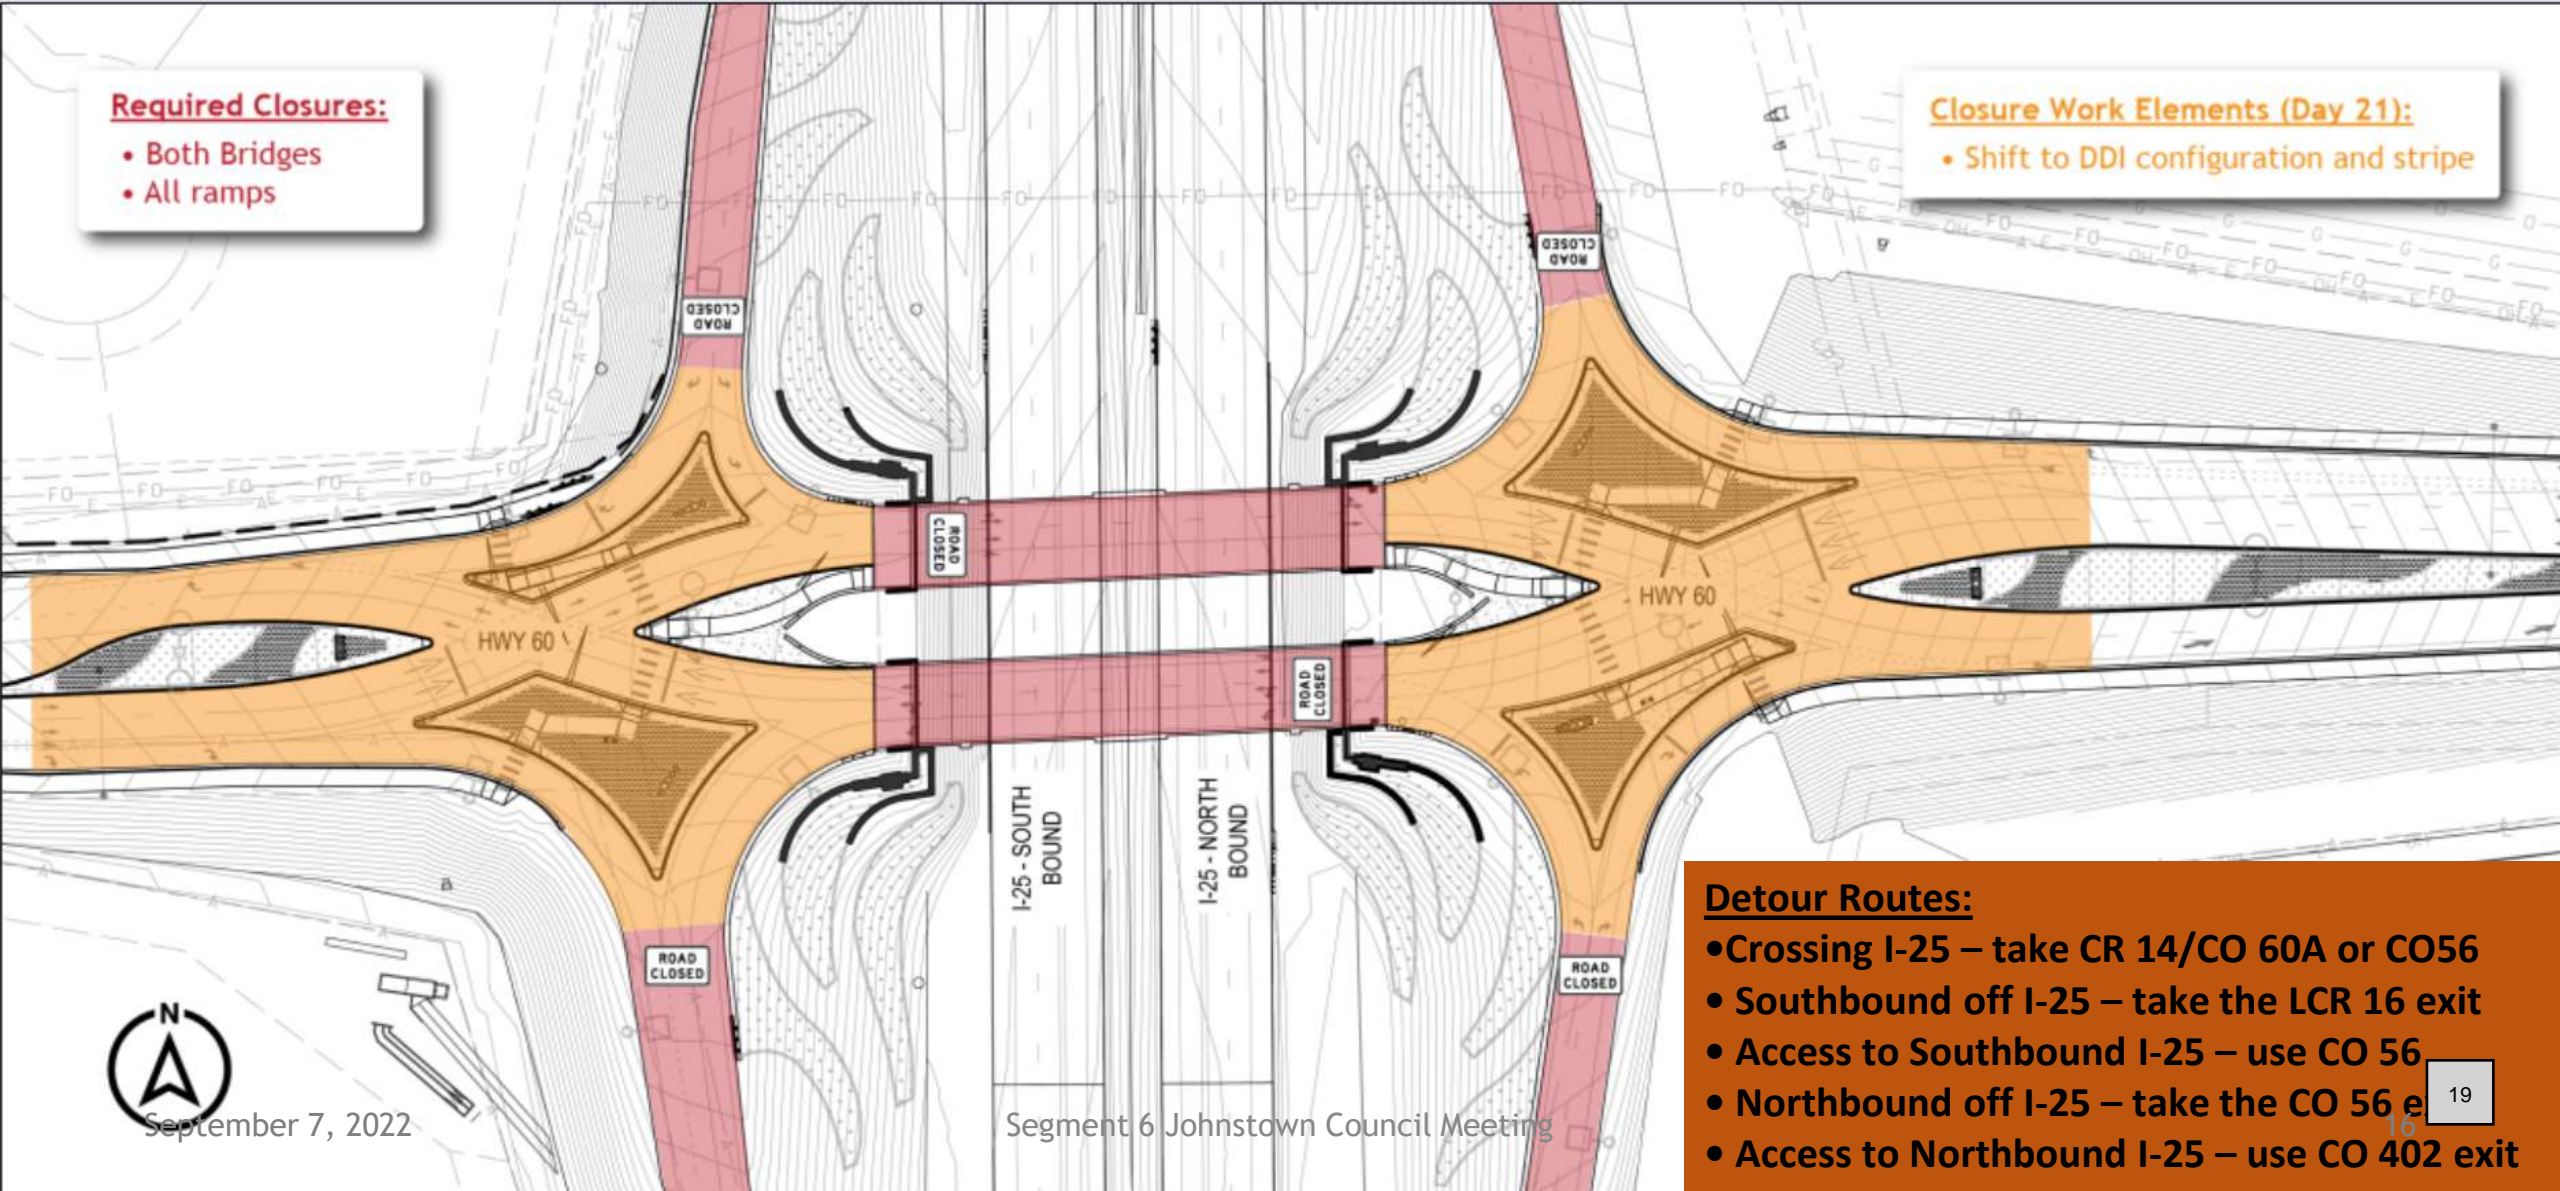 Required Closures:
• Both Bridges
• All ramps
Closure Work Elements (Day 21):
• Shift to DDI configuration and stripe
ROAD
CLOSED
ROAD
CLOSED
ROAD
CLOSED
HWY 60
HWY 60
ROAD
CLOSED
I-25 - SOUTH
BOUND
I-25 - NORTH
BOUND
ROAD
CLOSED
ROAD
CLOSED
Detour Routes:
•Crossing I-25 – take CR 14/CO 60A or CO56
• Southbound off I-25 – take the LCR 16 exit
• Access to Southbound I-25 – use CO 56
• Northbound off I-25 – take the CO 56
• Access to Northbound I-25 – use CO 402 exit
N
September 7, 2022
Segment 6 Johnstown Council Meeting
19
16